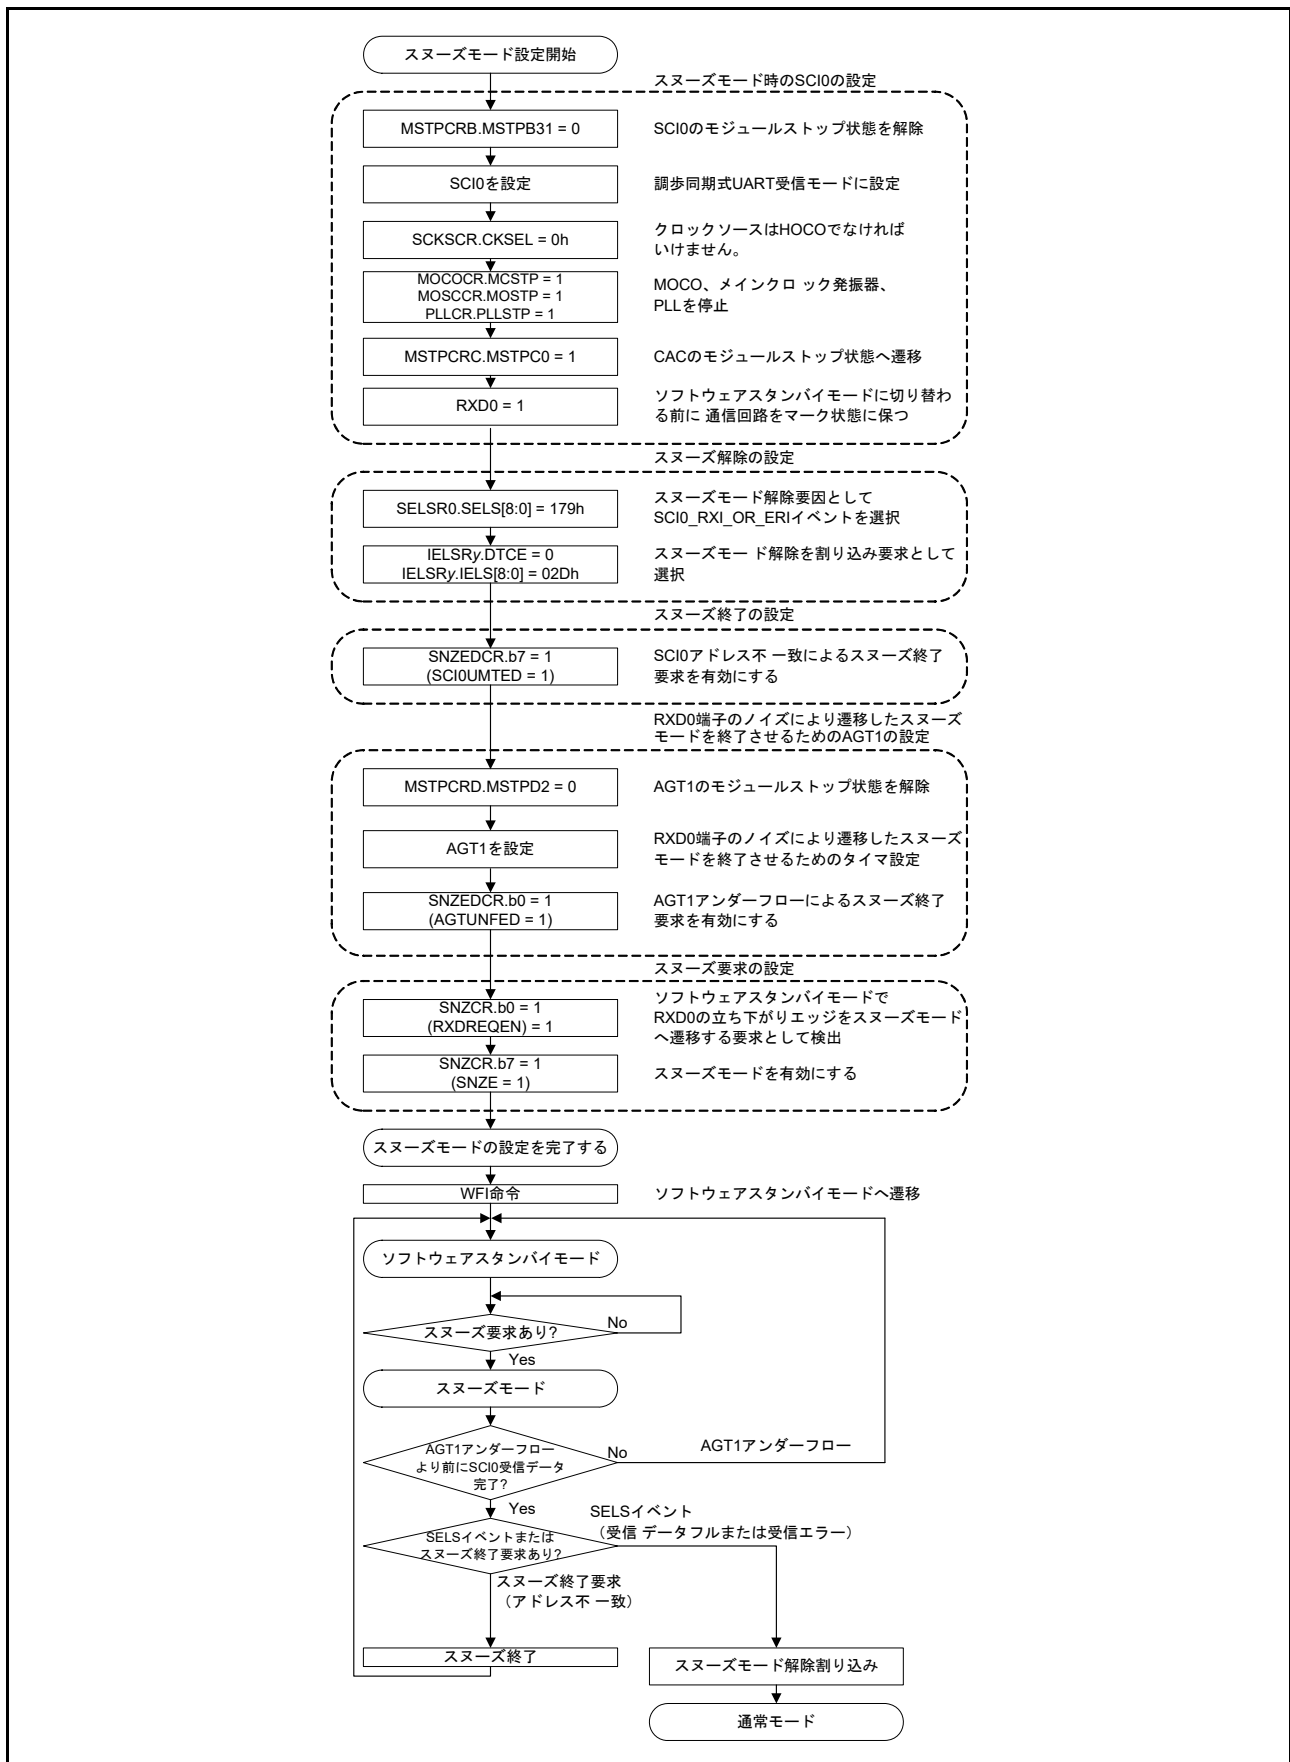 スヌーズモード設定開始
スヌーズモード時のSCI0の設定
MSTPCRB.MSTPB31 = 0
SCI0のモジュールストップ状態を解除
SCI0を設定
調歩同期式UART受信モードに設定
SCKSCR.CKSEL = 0h
クロックソースはHOCOでなければ
いけません。
MOCOCR.MCSTP = 1
MOSCCR.MOSTP = 1
PLLCR.PLLSTP = 1
MOCO、メインクロ ック発振器、
PLLを停止
MSTPCRC.MSTPC0 = 1
CACのモジュールストップ状態へ遷移
RXD0 = 1
ソフトウェアスタンバイモードに切り替わ
る前に 通信回路をマーク状態に保つ
スヌーズ解除の設定
SELSR0.SELS[8:0] = 179h
スヌーズモード解除要因として
SCI0_RXI_OR_ERIイベントを選択
IELSRy.DTCE = 0
IELSRy.IELS[8:0] = 02Dh
スヌーズモー ド解除を割り込み要求として
選択
スヌーズ終了の設定
SNZEDCR.b7 = 1
(SCI0UMTED = 1)
SCI0アドレス不 一致によるスヌーズ終了
要求を有効にする
RXD0端子のノイズにより遷移したスヌーズ
モードを終了させるためのAGT1の設定
MSTPCRD.MSTPD2 = 0
AGT1のモジュールストップ状態を解除
AGT1を設定
RXD0端子のノイズにより遷移したスヌーズ
モードを終了させるためのタイマ設定
SNZEDCR.b0 = 1
(AGTUNFED = 1)
AGT1アンダーフローによるスヌーズ終了
要求を有効にする
スヌーズ要求の設定
SNZCR.b0 = 1
(RXDREQEN) = 1
ソフトウェアスタンバイモードで
RXD0の立ち下がりエッジをスヌーズモード
へ遷移する要求として検出
SNZCR.b7 = 1
(SNZE = 1)
スヌーズモードを有効にする
スヌーズモードの設定を完了する
WFI命令
ソフトウェアスタンバイモードへ遷移
ソフトウェアスタンバイモード
スヌーズ要求あり?
No
Yes
スヌーズモード
AGT1アンダーフロー
より前にSCI0受信データ
完了?
No
AGT1アンダーフロー
Yes
SELSイベント
（受信 データフルまたは受信エラー）
SELSイベントまたは
スヌーズ終了要求あり?
スヌーズ終了要求
（アドレス不 一致）
スヌーズ終了
スヌーズモード解除割り込み
通常モード